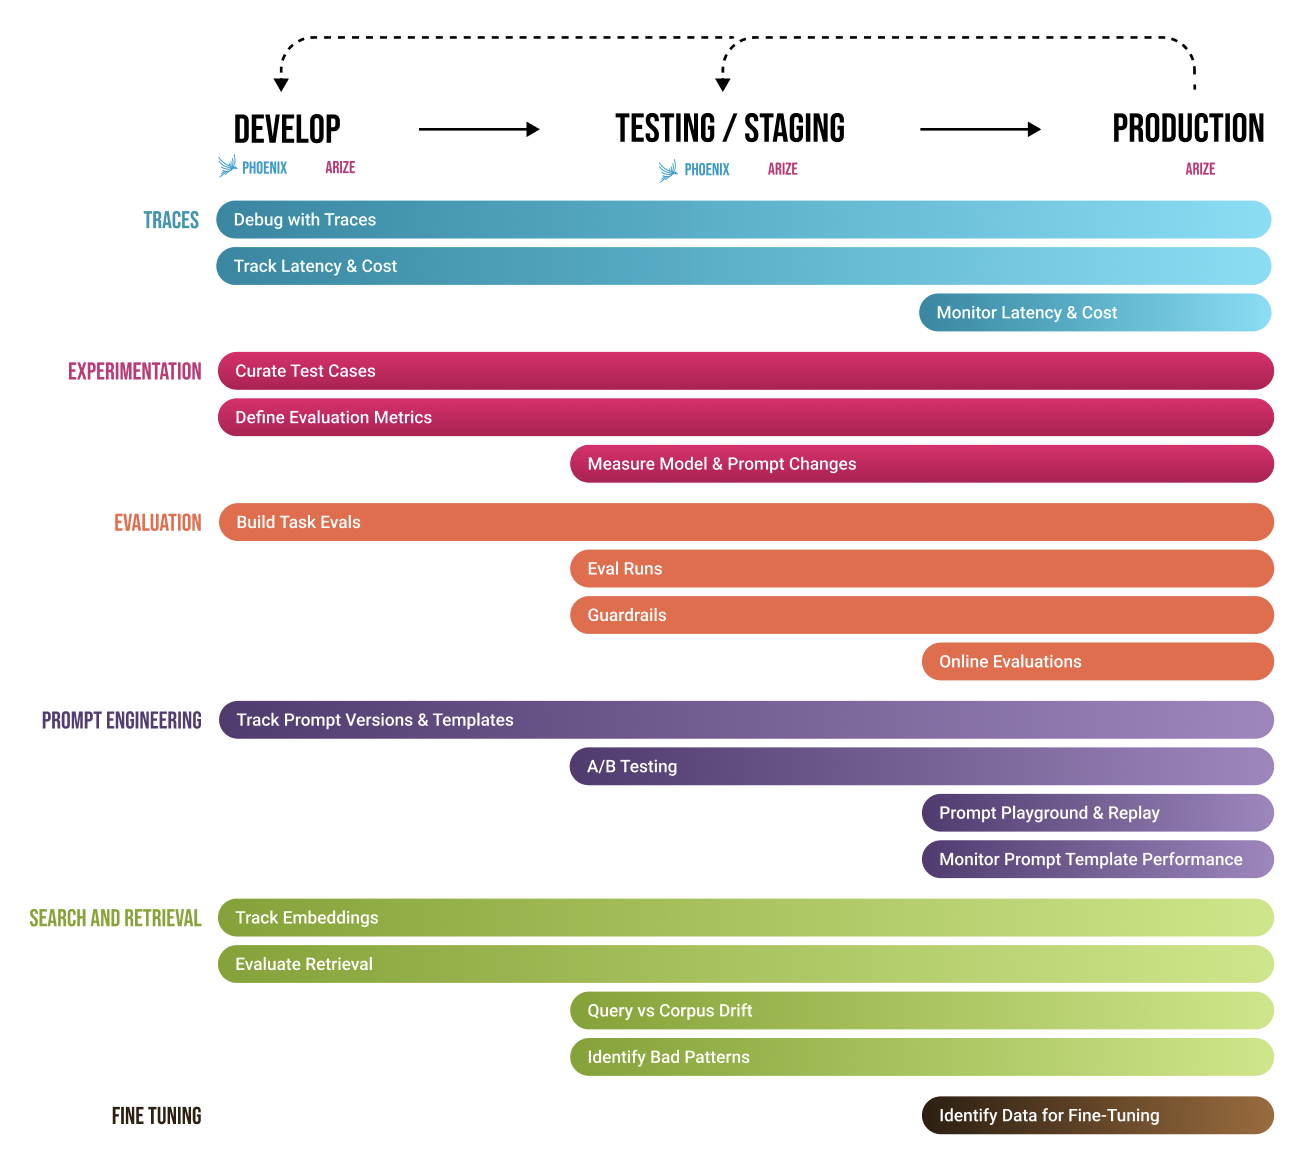 DEVELOP
TESTING / STAGING
PRODUCTION
PHOENIX
ARIZE
PHOENIX
ARIZE
ARIZE
TRACES
Debug with Traces
Track Latency & Cost
Monitor Latency & Cost
EXPERIMENTATION
Curate Test Cases
Define Evaluation Metrics
Measure Model & Prompt Changes
EVALUATION
Build Task Evals
Eval Runs
Guardrails
Online Evaluations
PROMPT ENGINEERING
Track Prompt Versions & Templates
A/B Testing
Prompt Playground & Replay
Monitor Prompt Template Performance
SEARCH AND RETRIEVAL
Track Embeddings
Evaluate Retrieval
Query vs Corpus Drift
Identify Bad Patterns
FINE TUNING
Identify Data for Fine-Tuning